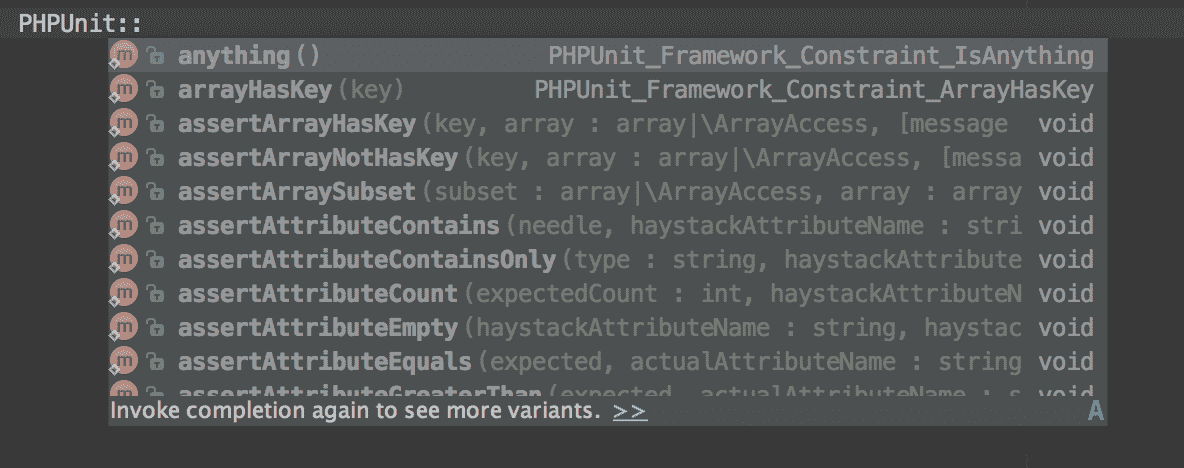 PHPUnit::
m anything() PHPUnit_Framework_Constraint_IsAnything
m arrayHasKey(key) PHPUnit_Framework_Constraint_ArrayHasKey
m assertArrayHasKey(key, array : array|\ArrayAccess, [message void
m assertArrayNotHasKey(key, array : array|\ArrayAccess, [messa void
m assertArraySubset(subset : array|\ArrayAccess, array : array void
m assertAttributeContains(needle, haystackAttributeName : stri void
m assertAttributeContainsOnly(type : string, haystackAttribute void
m assertAttributeCount(expectedCount : int, haystackAttributeN void
m assertAttributeEmpty(haystackAttributeName : string, haystac void
m assertAttributeEquals(expected, actualAttributeName : string void
m assertAttributeGreaterThan(expected, actualAttributeName : s void
Invoke completion again to see more variants. >> A